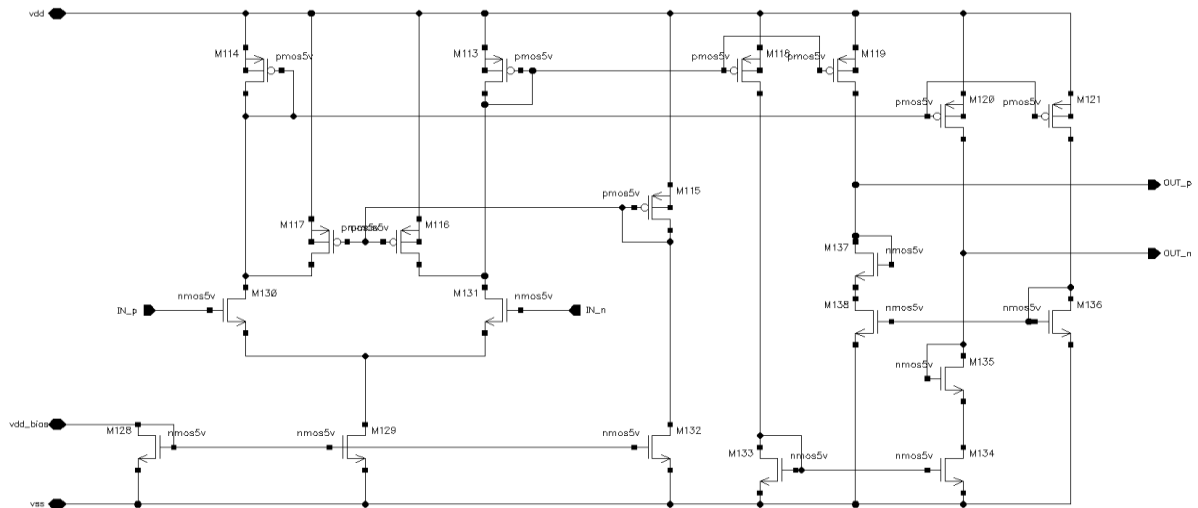 vdd
M114
pmos5v
M113
pmos5v
M118
pmos5v
M119
pmos5v
M120
pmos5v
M121
pmos5v
M115
pmos5v
OUT_p
M117
pmos5v
pmos5v
M116
M137
nmos5v
OUT_n
nmos5v
M130
M131
nmos5v
IN_p
IN_n
M138
nmos5v
nmos5v
M136
nmos5v
M135
vdd_bias
M128
nmos5v
nmos5v
M129
nmos5v
M132
M133
nmos5v
nmos5v
M134
vss